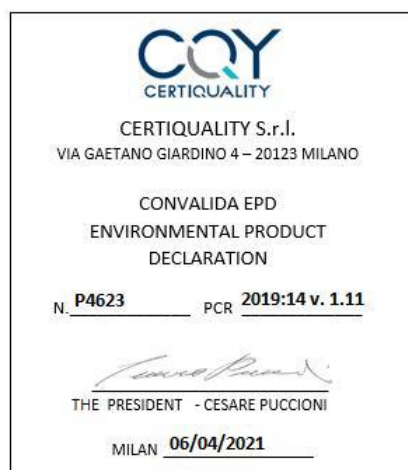 CQY
CERTIQUALITY
CERTIQUALITY S.r.l.
VIA GAETANO GIARDINO 4 – 20123 MILANO
CONVALIDA EPD
ENVIRONMENTAL PRODUCT
DECLARATION
N. P4623 PCR 2019:14 v. 1.11
THE PRESIDENT - CESARE PUCCIONI
MILAN 06/04/2021